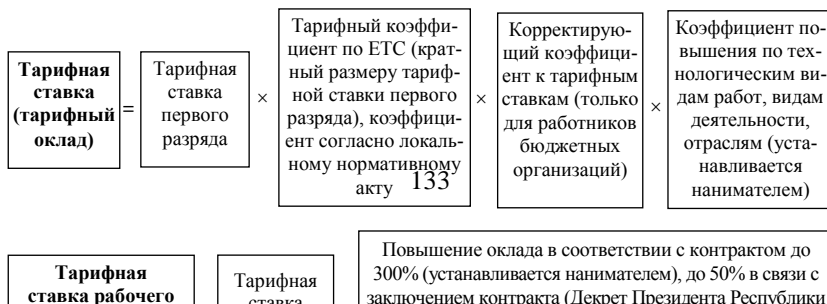 Тарифная
ставка
(тарифный
оклад)
=
Тарифная
ставка
первого
разряда
×
Тарифный коэффи-
циент по ЕТС (крат-
ный размеру тариф-
ной ставки первого
разряда), коэффици-
ент согласно локаль-
ному нормативному
акту
133
×
Корректирую-
щий коэффици-
ент к тарифным
ставкам (только
для работников
бюджетных
организаций)
×
Коэффициент по-
вышения по тех-
нологическим ви-
дам работ, видам
деятельности,
отраслям (уста-
навливается
нанимателем)
Тарифная
ставка рабочего
Тарифная
ставка
Повышение оклада в соответствии с контрактом до
300% (устанавливается нанимателем), до 50% в связи с
заключением контракта (Декрет Президента Республики